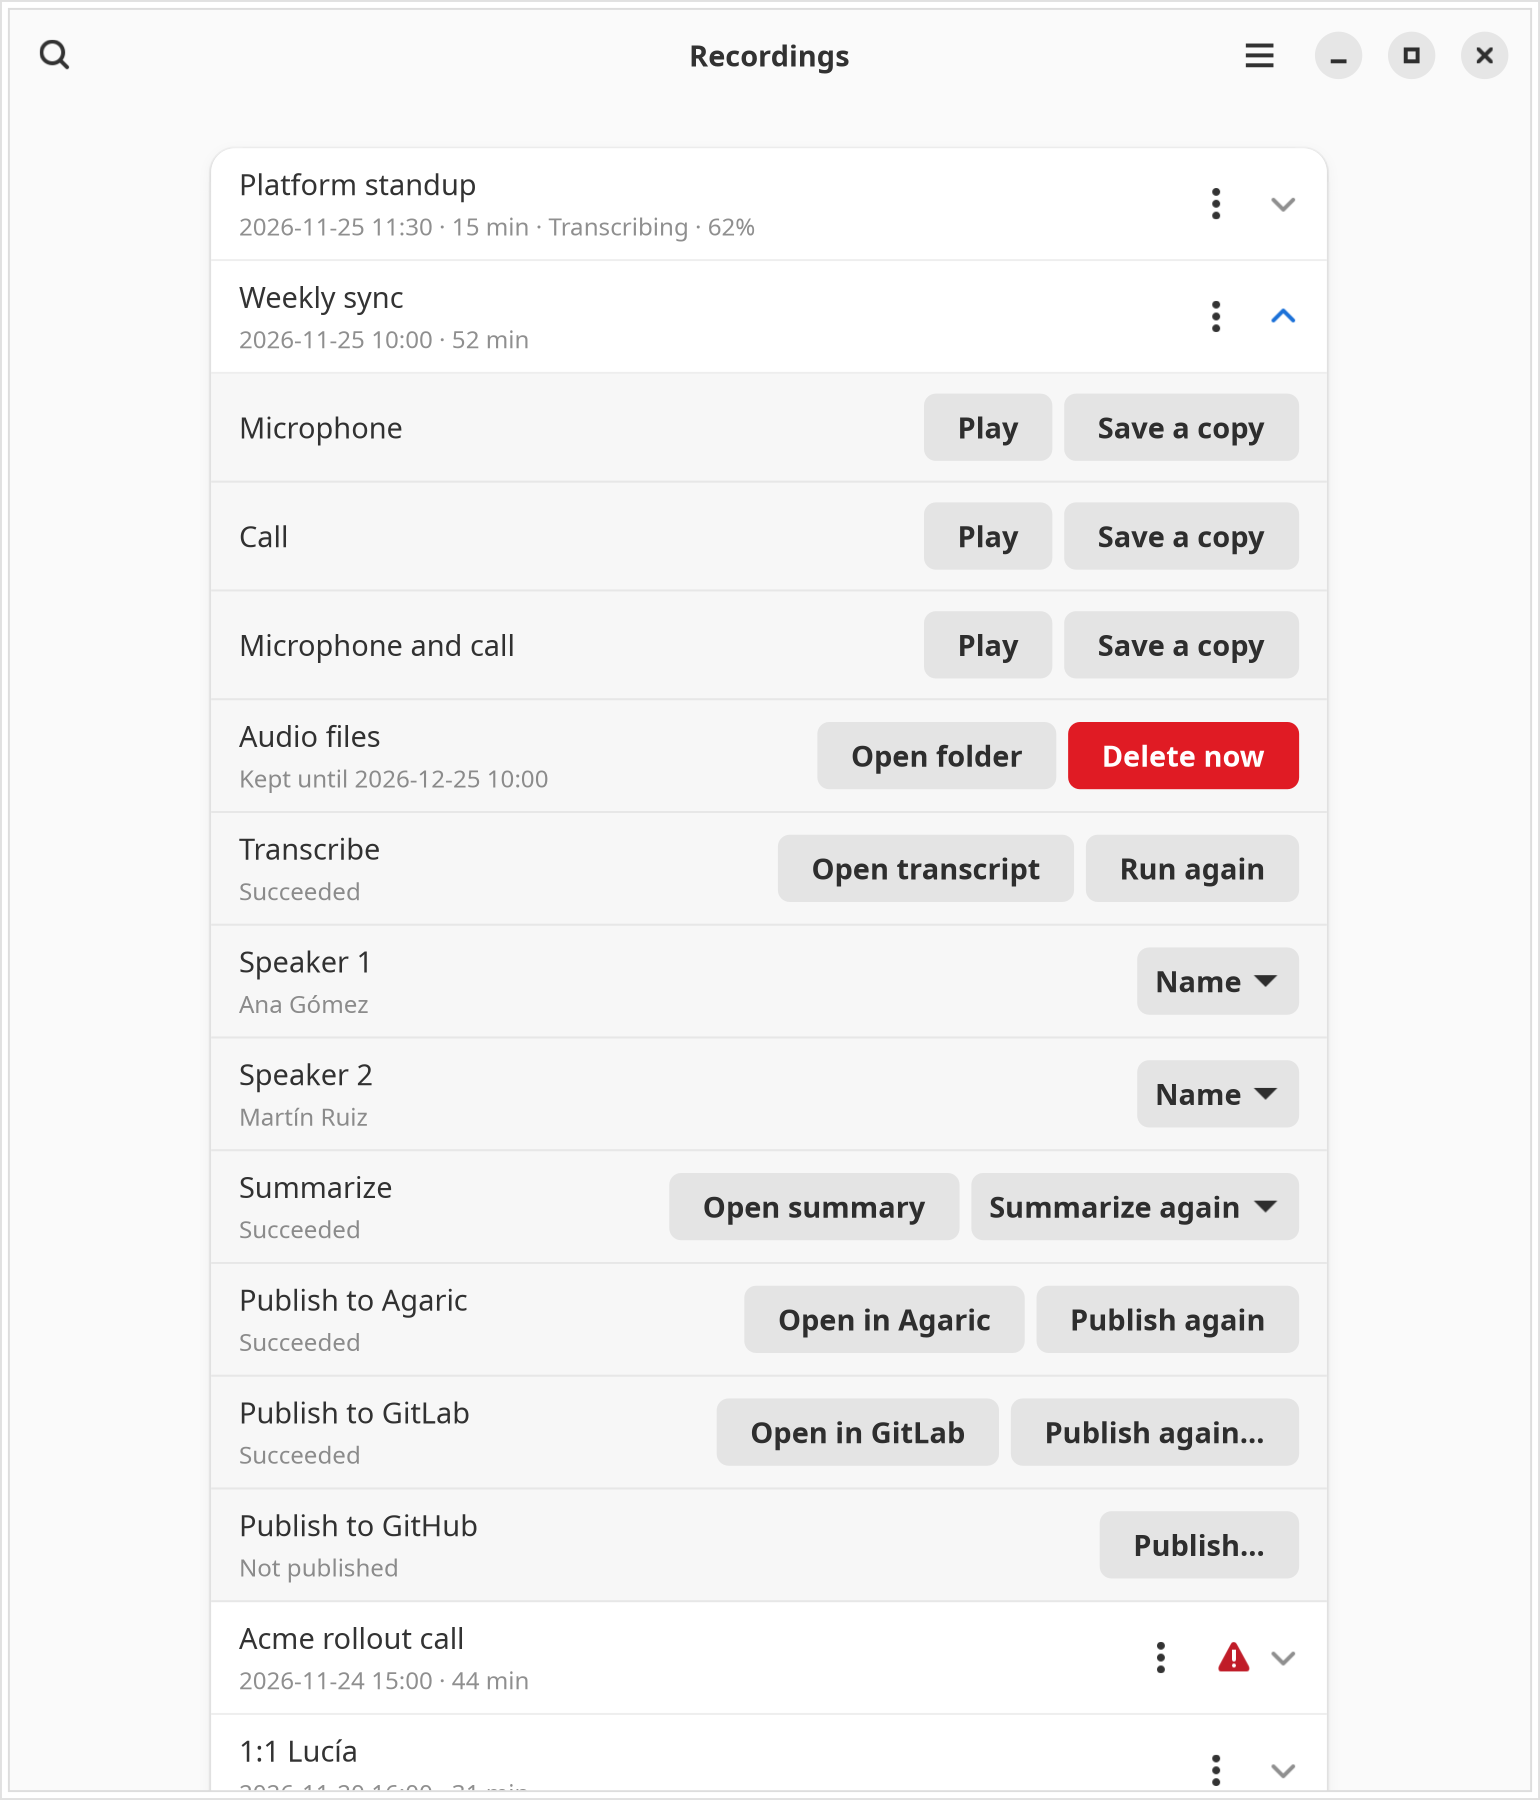 Recordings
Platform standup
2026-11-25 11:30 · 15 min · Transcribing · 62%
Weekly sync
2026-11-25 10:00 · 52 min
Microphone Play Save a copy
Call Play Save a copy
Microphone and call Play Save a copy
Audio files
Kept until 2026-12-25 10:00
Open folder Delete now
Transcribe
Succeeded
Open transcript Run again
Speaker 1
Ana Gómez
Name
Speaker 2
Martín Ruiz
Name
Summarize
Succeeded
Open summary Summarize again
Publish to Agaric
Succeeded
Open in Agaric Publish again
Publish to GitLab
Succeeded
Open in GitLab Publish again...
Publish to GitHub
Not published
Publish...
Acme rollout call
2026-11-24 15:00 · 44 min
1:1 Lucía